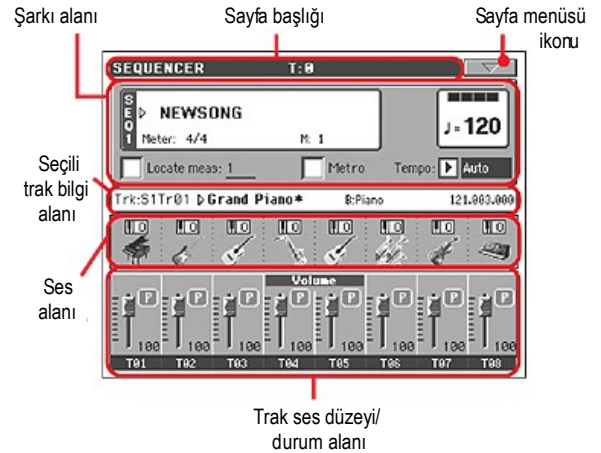 Şarkı alanı
Sayfa başlığı
Sayfa menüsü
ikonu
SEQUENCER T:0
SEQ1
NEWSONG
Meter: 4/4 M: 1
♩=120
Locate meas: 1 Metro Tempo: Auto
Seçili
trak bilgi
alanı
Trk:S1Tr01 Grand Piano* B:Piano 121.003.000
Ses
alanı
Volume
P P P P P P P P
100 100 100 100 100 100 100 100
T01 T02 T03 T04 T05 T06 T07 T08
Trak ses düzeyi/
durum alanı